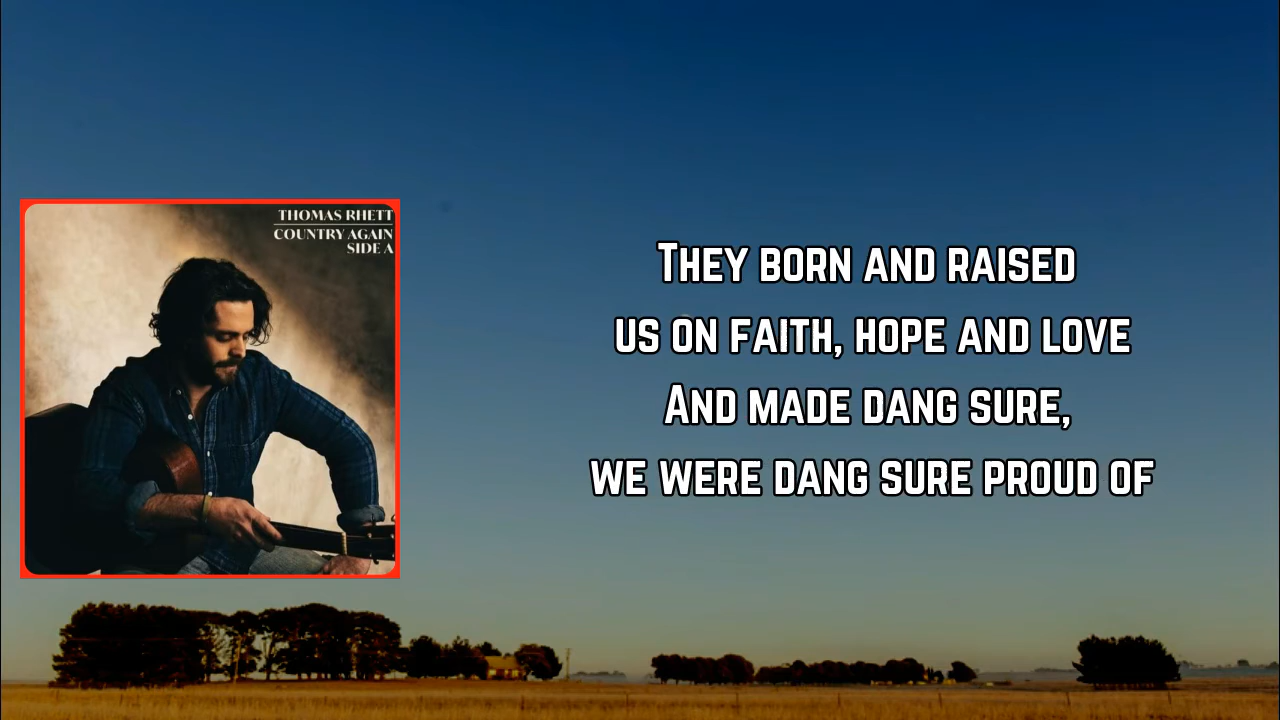 THOMAS RHETT
COUNTRY AGAIN
SIDE A
THEY BORN AND RAISED
US ON FAITH, HOPE AND LOVE
AND MADE DANG SURE,
WE WERE DANG SURE PROUD OF